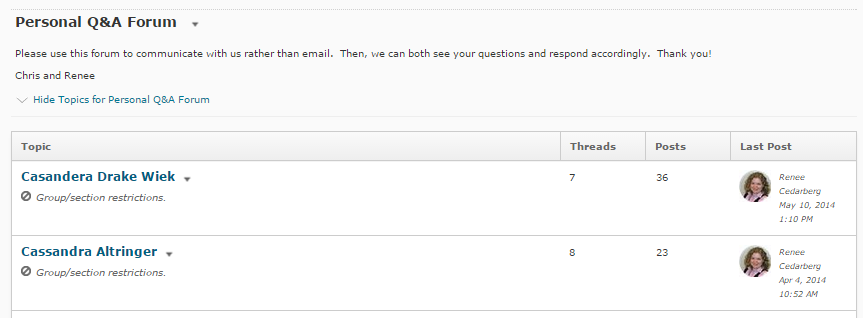 Personal Q&A Forum
Please use this forum to communicate with us rather than email. Then, we can both see your questions and respond accordingly. Thank you!
Chris and Renee
Hide Topics for Personal Q&A Forum
Topic Threads Posts Last Post
Casandera Drake Wiek 7 36 Renee
Cedarberg
Group/section restrictions. May 10, 2014
1:10 PM
Cassandra Altringer 8 23 Renee
Cedarberg
Group/section restrictions. Apr 4, 2014
10:52 AM